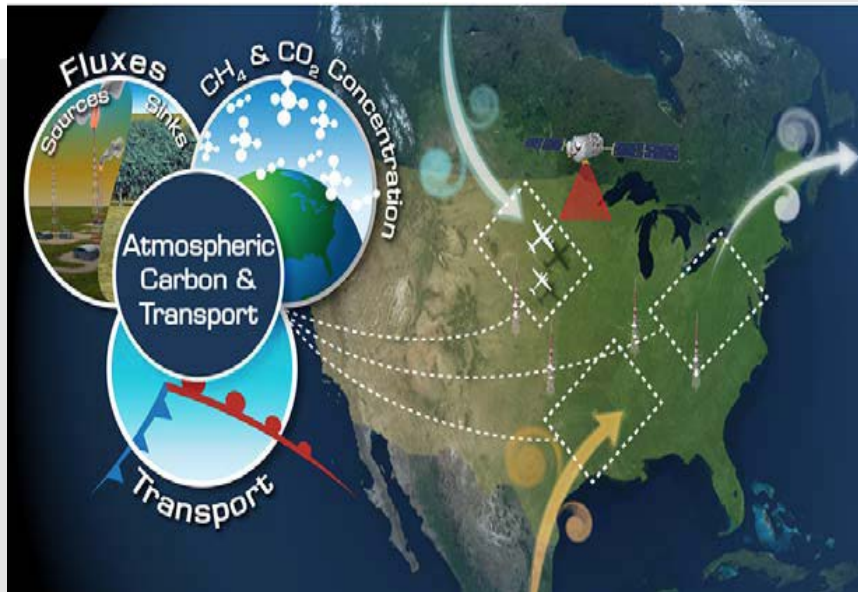 Fluxes
Sources
Sinks
CH₄ & CO₂ Concentration
Atmospheric
Carbon &
Transport
Transport